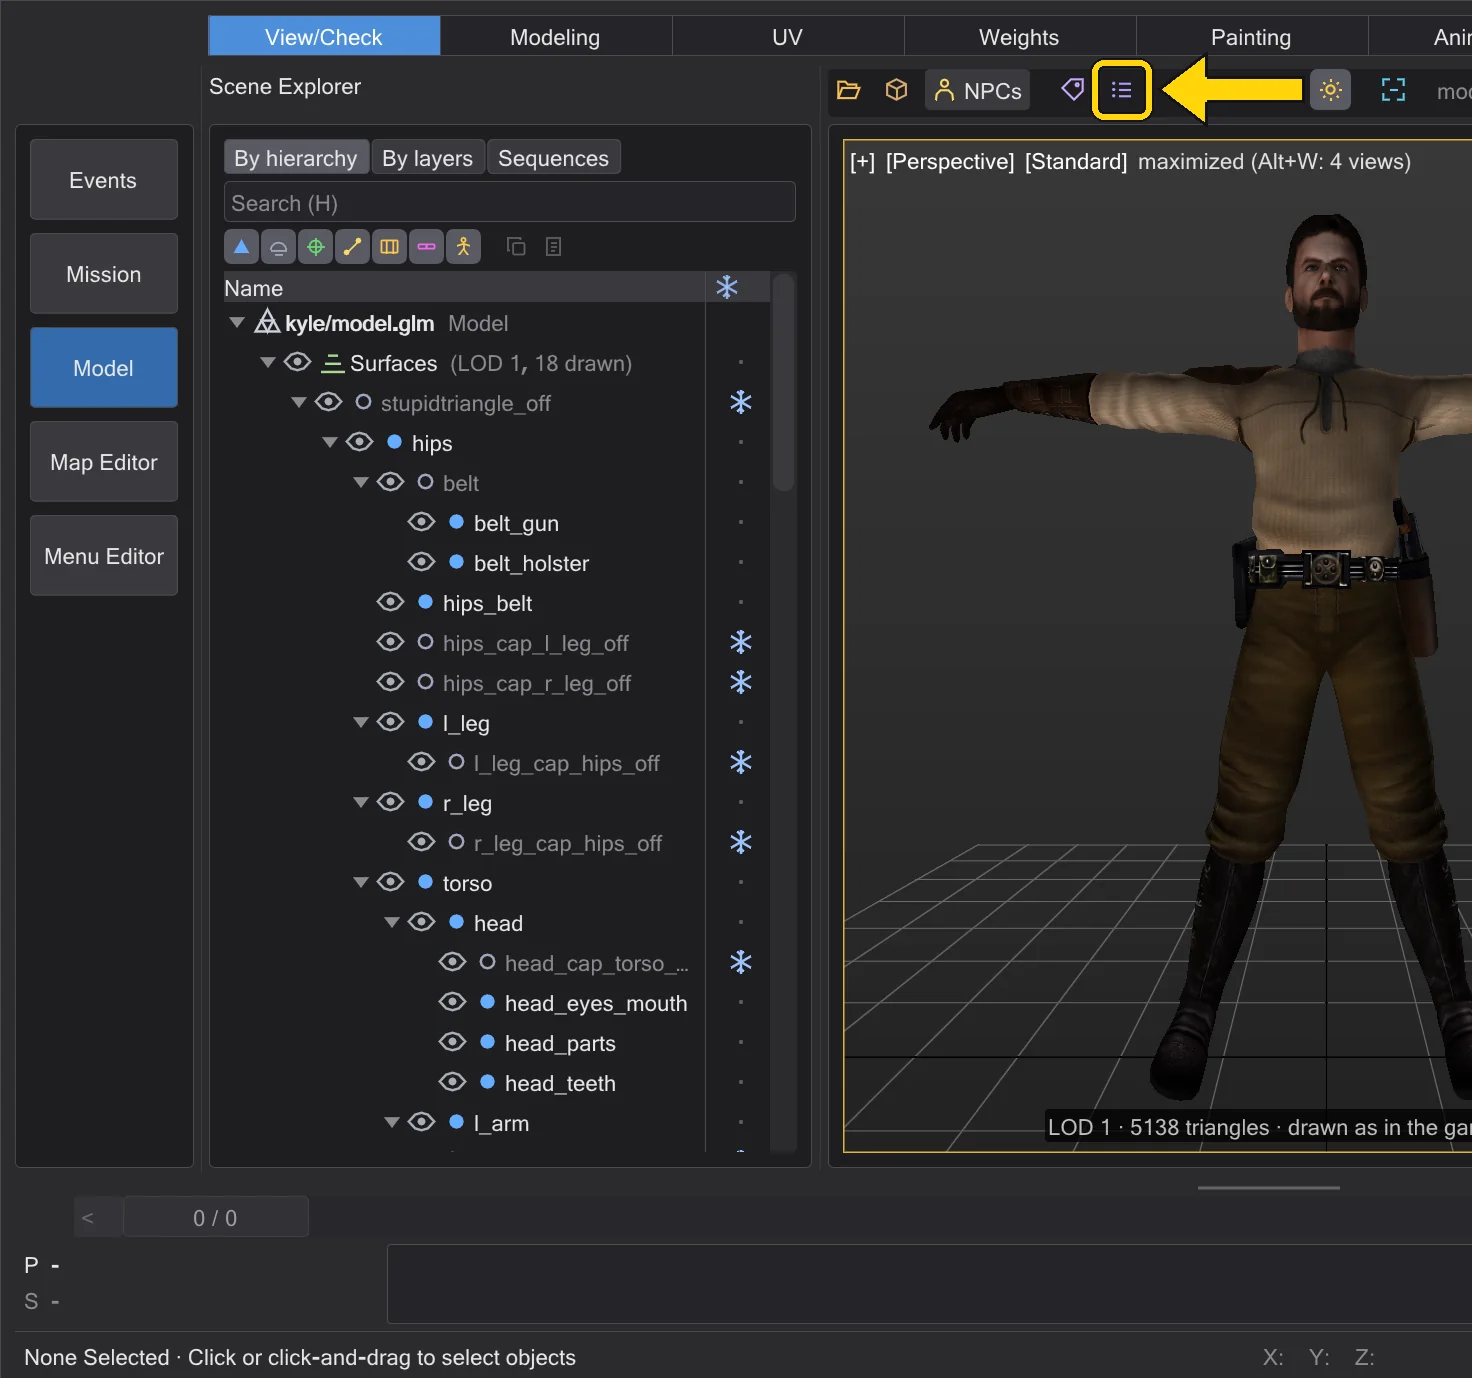 View/Check
Modeling
UV
Weights
Painting
Scene Explorer
NPCs
Events
Mission
Model
Map Editor
Menu Editor
By hierarchy
By layers
Sequences
Search (H)
Name
kyle/model.glm Model
Surfaces (LOD 1, 18 drawn)
stupidtriangle_off
hips
belt
belt_gun
belt_holster
hips_belt
hips_cap_l_leg_off
hips_cap_r_leg_off
l_leg
l_leg_cap_hips_off
r_leg
r_leg_cap_hips_off
torso
head
head_cap_torso_...
head_eyes_mouth
head_parts
head_teeth
l_arm
[+] [Perspective] [Standard] maximized (Alt+W: 4 views)
LOD 1 · 5138 triangles · drawn as in the
< 0 / 0
P -
S -
None Selected · Click or click-and-drag to select objects
X: Y: Z: